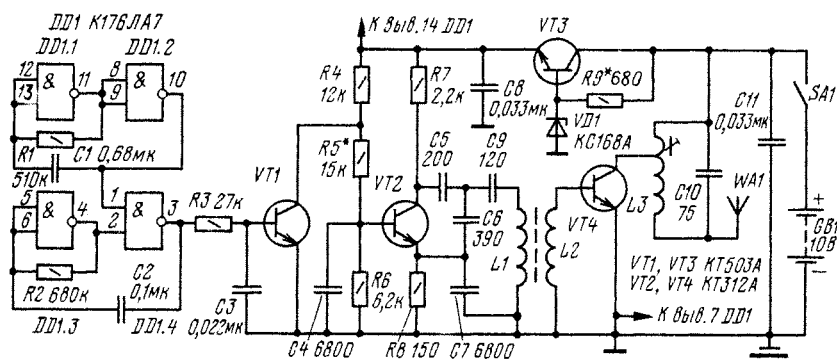 DD1 К176ЛА7
DD1.1
DD1.2
12
13
&
11
8
9
&
10
R1
510к
C1 0,68мк
5
6
&
4
1
2
&
3
R2 680к
C2
0,1мк
DD1.3
DD1.4
R3 27к
C3
0,022мк
VT1
К выв.14 DD1
R4
12к
R5*
15к
R6
6,2к
C4 6800
R7
2,2к
VT2
R8 150
C5
200
C6
390
C7 6800
C8
0,033мк
C9
120
L1
L2
VT3
R9* 680
VD1
КС168А
VT4
L3
C10
75
WA1
C11
0,033мк
SA1
+
GB1
10В
−
VT1, VT3 КТ503А
VT2, VT4 КТ312А
К выв.7 DD1